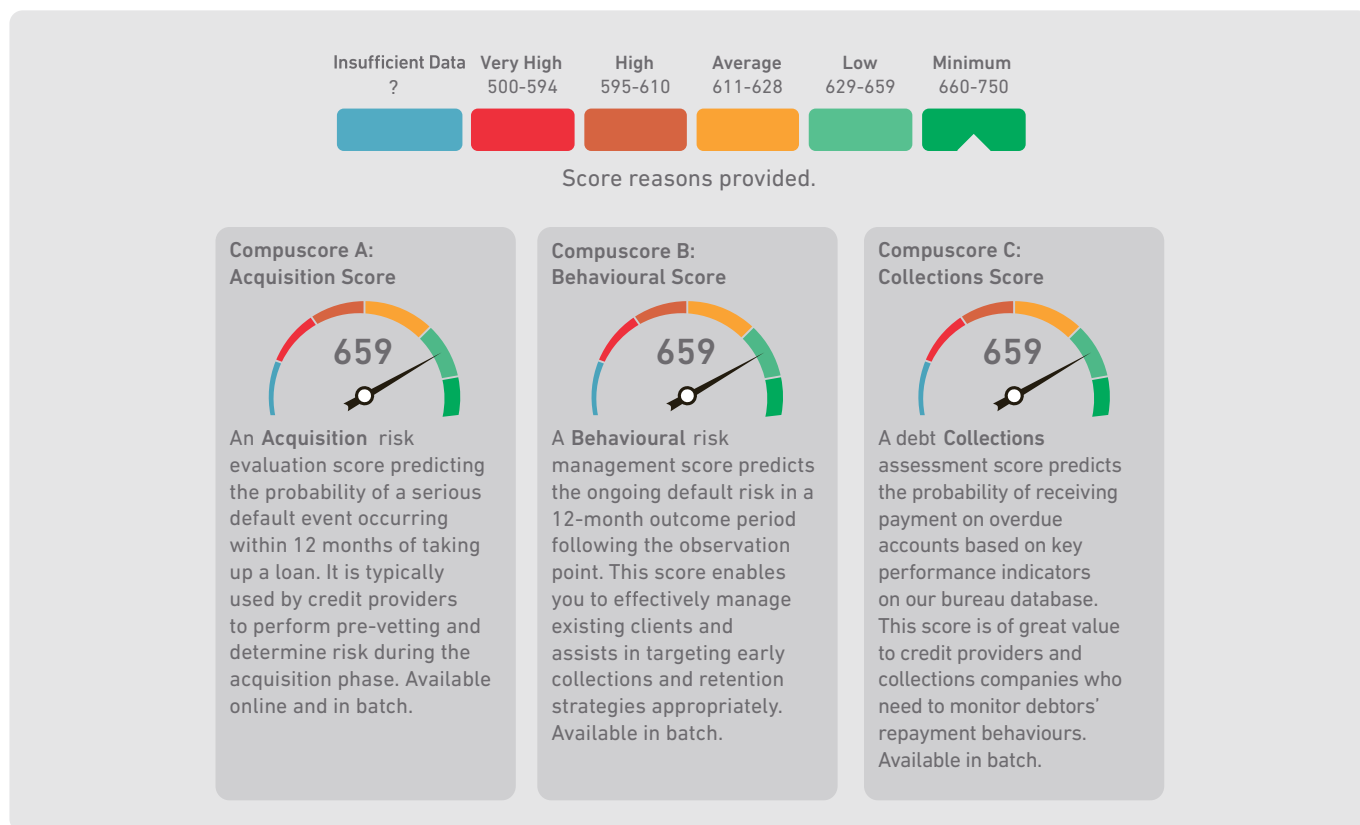 Insufficient Data
?
Very High
500-594
High
595-610
Average
611-628
Low
629-659
Minimum
660-750
Score reasons provided.
Compuscore A:
Acquisition Score
659
An Acquisition risk
evaluation score predicting
the probability of a serious
default event occurring
within 12 months of taking
up a loan. It is typically
used by credit providers
to perform pre-vetting and
determine risk during the
acquisition phase. Available
online and in batch.
Compuscore B:
Behavioural Score
659
A Behavioural risk
management score predicts
the ongoing default risk in a
12-month outcome period
following the observation
point. This score enables
you to effectively manage
existing clients and
assists in targeting early
collections and retention
strategies appropriately.
Available in batch.
Compuscore C:
Collections Score
659
A debt Collections
assessment score predicts
the probability of receiving
payment on overdue
accounts based on key
performance indicators
on our bureau database.
This score is of great value
to credit providers and
collections companies who
need to monitor debtors’
repayment behaviours.
Available in batch.